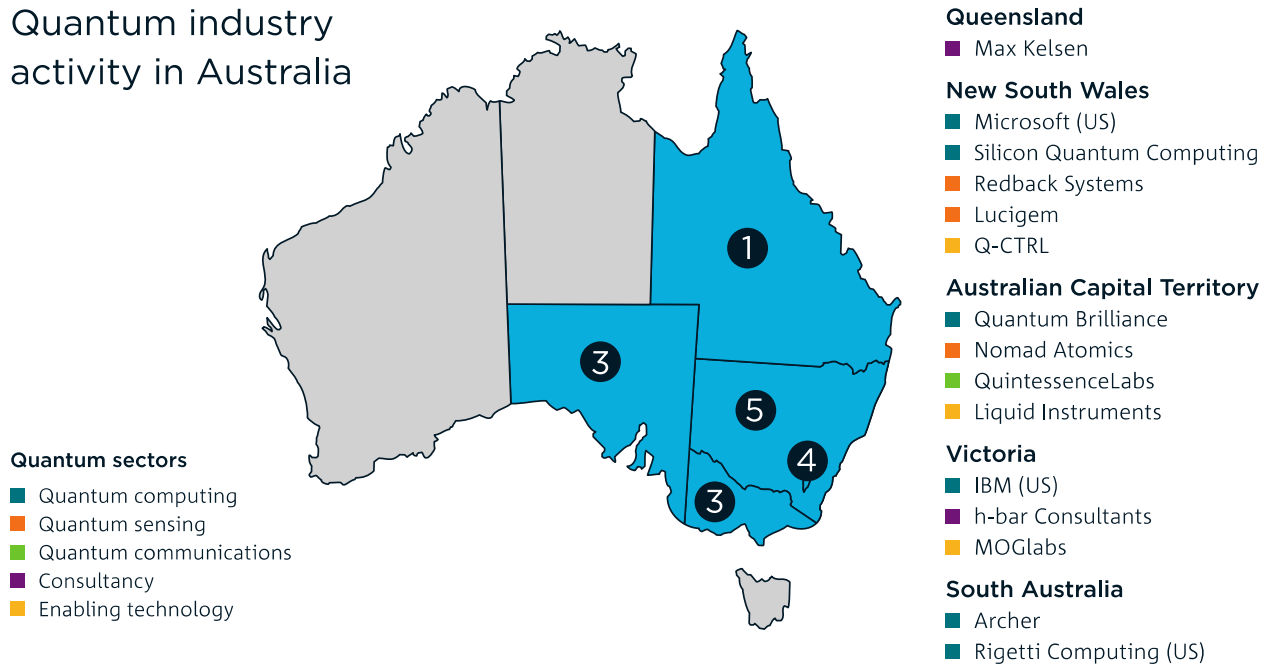 Quantum industry
activity in Australia
1
3
5
4
3
Quantum sectors
Quantum computing
Quantum sensing
Quantum communications
Consultancy
Enabling technology
Queensland
Max Kelsen
New South Wales
Microsoft (US)
Silicon Quantum Computing
Redback Systems
Lucigem
Q-CTRL
Australian Capital Territory
Quantum Brilliance
Nomad Atomics
QuintessenceLabs
Liquid Instruments
Victoria
IBM (US)
h-bar Consultants
MOGlabs
South Australia
Archer
Rigetti Computing (US)